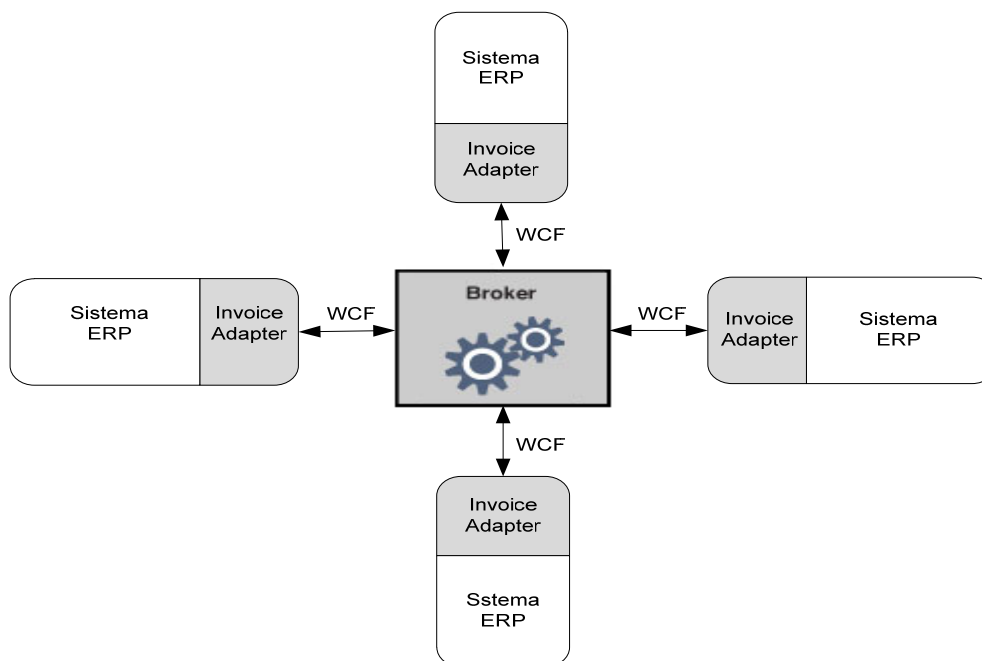 Sistema
ERP
Invoice
Adapter
WCF
Broker
Sistema
ERP
Invoice
Adapter
WCF
WCF
Invoice
Adapter
Sistema
ERP
WCF
Invoice
Adapter
Sstema
ERP